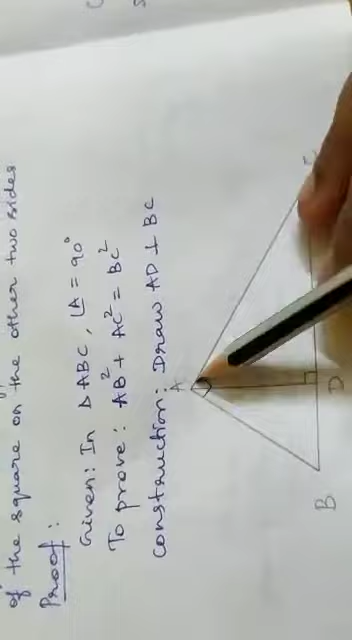 of the square on the other two sides
Proof:
Given: In Δ ABC, ∟A = 90°
To prove: AB² + AC² = BC²
Construction: Draw AD ⊥ BC
A
B
D